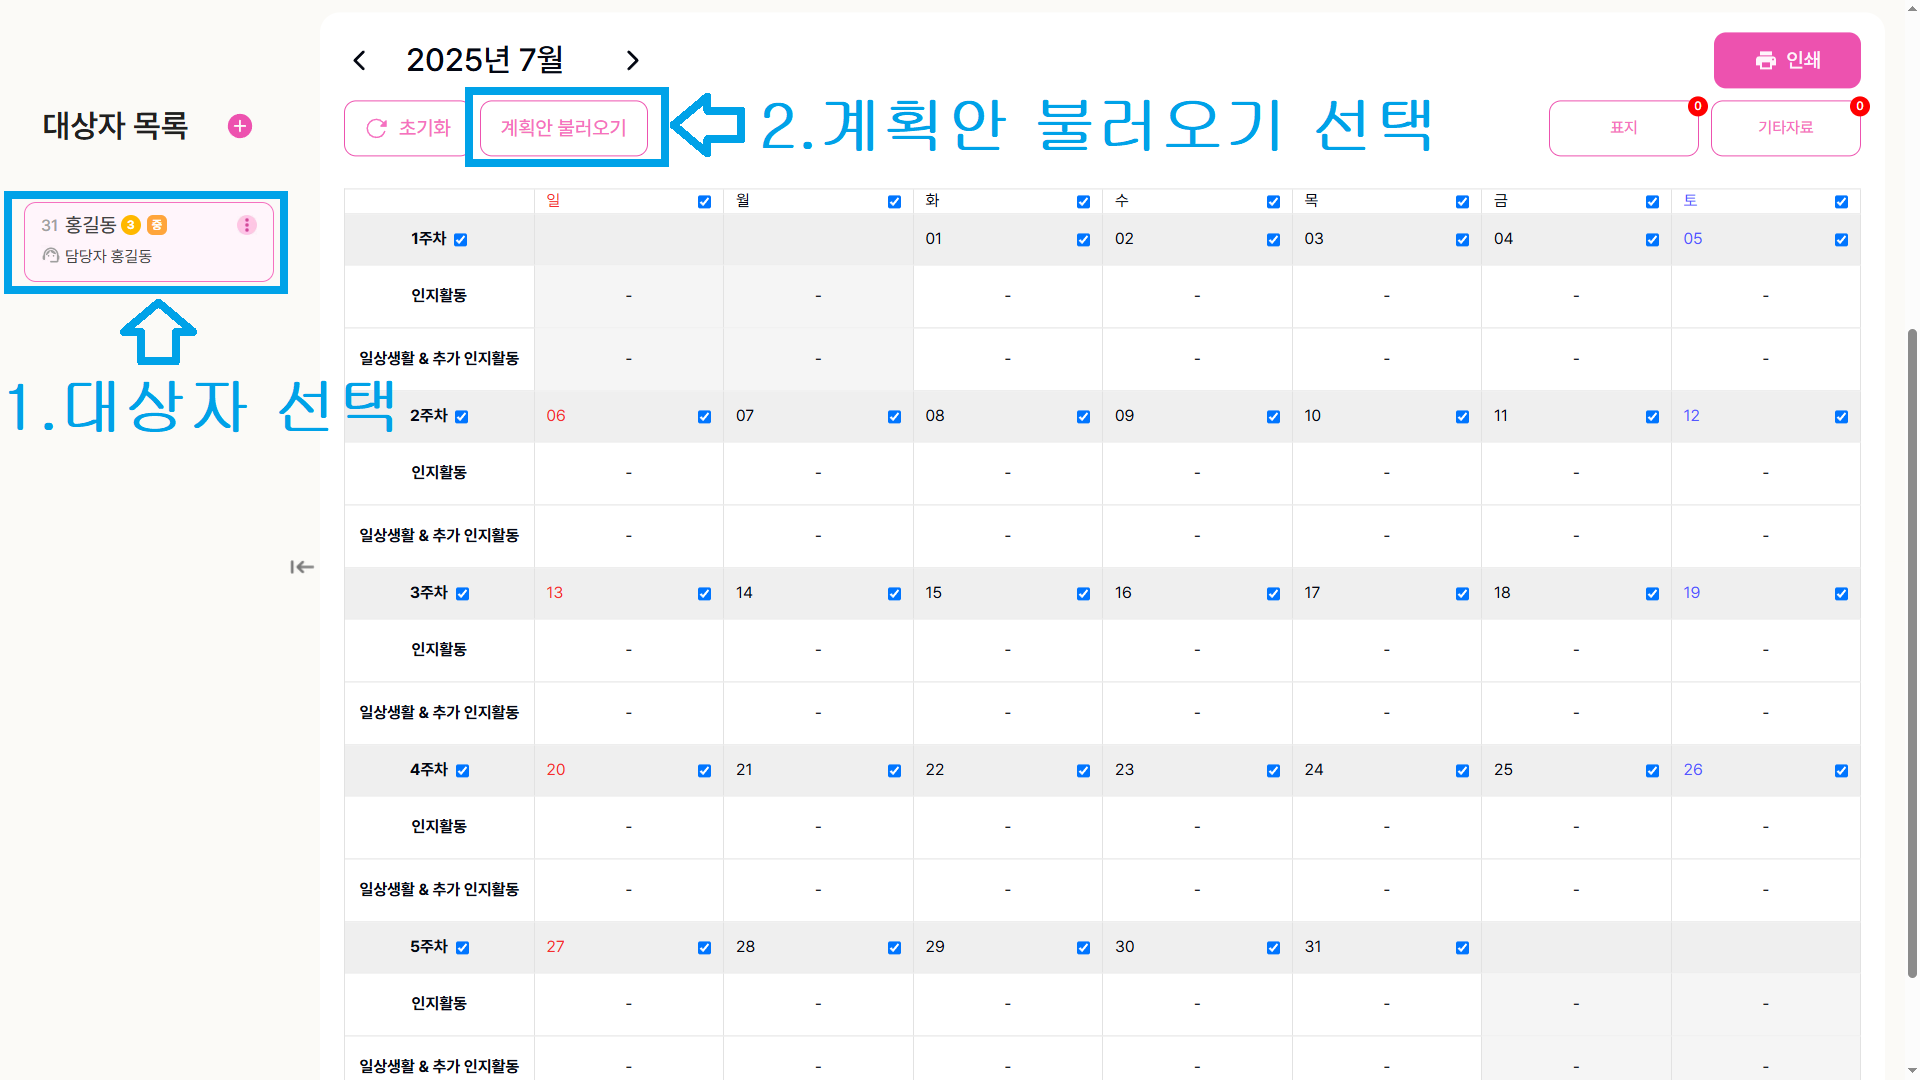 2025년 7월
인쇄
대상자 목록
초기화
계획안 불러오기
2.계획안 불러오기 선택
표지
0
기타자료
0
31 홍길동 3 중
담당자 홍길동
1.대상자 선택
일 월 화 수 목 금 토
1주차 01 02 03 04 05
인지활동 - - - - - - -
일상생활 & 추가 인지활동 - - - - - - -
2주차 06 07 08 09 10 11 12
인지활동 - - - - - - -
일상생활 & 추가 인지활동 - - - - - - -
3주차 13 14 15 16 17 18 19
인지활동 - - - - - - -
일상생활 & 추가 인지활동 - - - - - - -
4주차 20 21 22 23 24 25 26
인지활동 - - - - - - -
일상생활 & 추가 인지활동 - - - - - - -
5주차 27 28 29 30 31
인지활동 - - - - - - -
일상생활 & 추가 인지활동 - - - - - - -